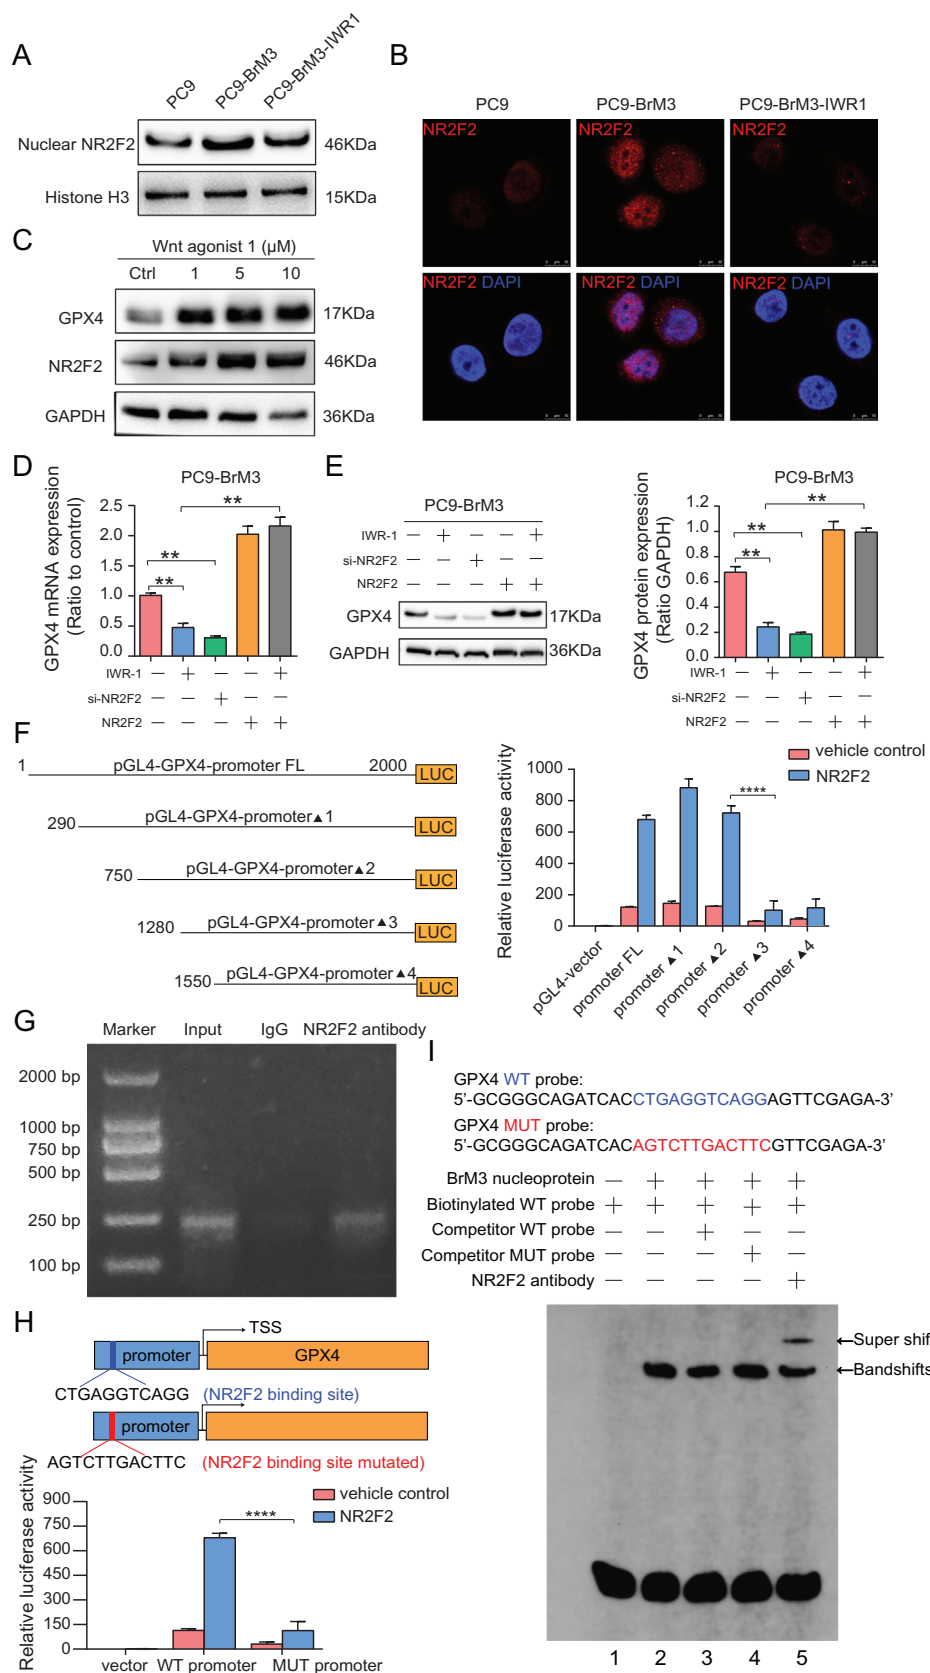 A
PC9
PC9-BrM3
PC9-BrM3-IWR1
Nuclear NR2F2
46KDa
Histone H3
15KDa
B
PC9
PC9-BrM3
PC9-BrM3-IWR1
NR2F2
NR2F2
NR2F2
NR2F2 DAPI
NR2F2 DAPI
NR2F2 DAPI
C
Wnt agonist 1 (μM)
Ctrl 1 5 10
GPX4
17KDa
NR2F2
46KDa
GAPDH
36KDa
D
PC9-BrM3
GPX4 mRNA expression
(Ratio to control)
2.5
2.0
1.5
1.0
0.5
0.0
**
**
**
IWR-1 — + — — +
si-NR2F2 — — + — —
NR2F2 — — — + +
E
PC9-BrM3
IWR-1 — + — — +
si-NR2F2 — — + — —
NR2F2 — — — + +
GPX4
17KDa
GAPDH
36KDa
PC9-BrM3
GPX4 protein expression
(Ratio GAPDH)
1.2
1.0
0.8
0.6
0.4
0.2
0.0
**
**
**
IWR-1 — + — — +
si-NR2F2 — — + — —
NR2F2 — — — + +
F
1 pGL4-GPX4-promoter FL 2000 LUC
290 pGL4-GPX4-promoter▲1 LUC
750 pGL4-GPX4-promoter▲2 LUC
1280 pGL4-GPX4-promoter▲3 LUC
1550 pGL4-GPX4-promoter▲4 LUC
vehicle control
NR2F2
Relative luciferase activity
1000
800
600
400
200
0
****
pGL4-vector
promoter FL
promoter ▲1
promoter ▲2
promoter ▲3
promoter ▲4
G
Marker Input IgG NR2F2 antibody
2000 bp
1000 bp
750 bp
500 bp
250 bp
100 bp
H
TSS
promoter
GPX4
CTGAGGTCAGG (NR2F2 binding site)
promoter
AGTCTTGACTTC (NR2F2 binding site mutated)
vehicle control
NR2F2
Relative luciferase activity
900
750
600
450
300
150
0
****
vector WT promoter MUT promoter
I
GPX4 WT probe:
5'-GCGGGCAGATCACCTGAGGTCAGGAGTTCGAGA-3'
GPX4 MUT probe:
5'-GCGGGCAGATCACAGTCTTGACTTCGTTCGAGA-3'
BrM3 nucleoprotein — + + + +
Biotinylated WT probe + + + + +
Competitor WT probe — — + — —
Competitor MUT probe — — — + —
NR2F2 antibody — — — — +
←Super shif
←Bandshifts
1 2 3 4 5